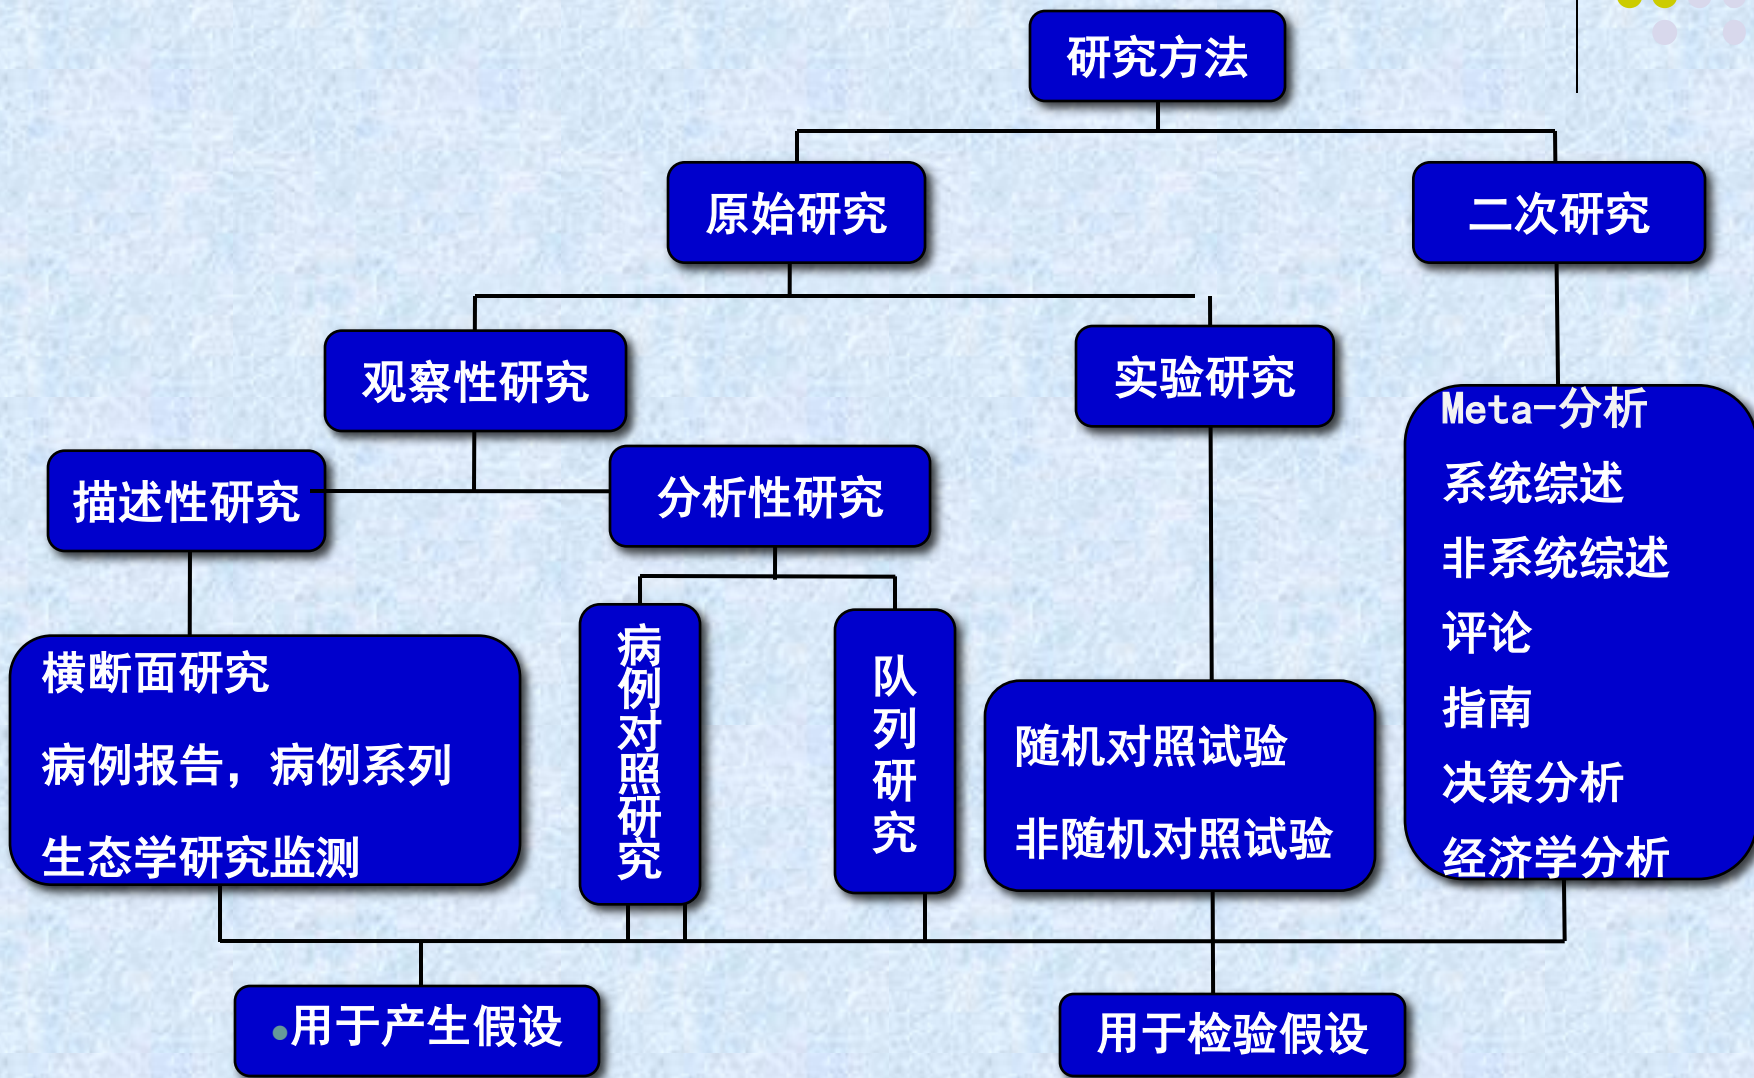 研究方法
原始研究
二次研究
观察性研究
实验研究
描述性研究
分析性研究
横断面研究
病例报告，病例系列
生态学研究监测
病例对照研究
队列研究
随机对照试验
非随机对照试验
Meta-分析
系统综述
非系统综述
评论
指南
决策分析
经济学分析
•用于产生假设
用于检验假设